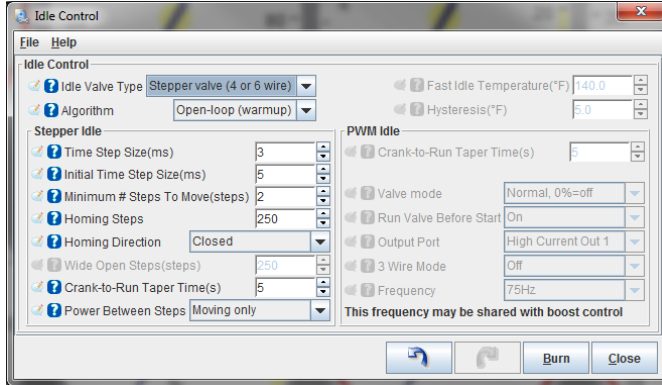 Idle Control
File Help
Idle Control
Idle Valve Type Stepper valve (4 or 6 wire)
Fast Idle Temperature(°F) 140.0
Algorithm Open-loop (warmup)
Hysteresis(°F) 5.0
Stepper Idle
Time Step Size(ms) 3
Initial Time Step Size(ms) 5
Minimum # Steps To Move(steps) 2
Homing Steps 250
Homing Direction Closed
Wide Open Steps(steps) 250
Crank-to-Run Taper Time(s) 5
Power Between Steps Moving only
PWM Idle
Crank-to-Run Taper Time(s) 5
Valve mode Normal, 0%=off
Run Valve Before Start On
Output Port High Current Out 1
3 Wire Mode Off
Frequency 75Hz
This frequency may be shared with boost control
Burn Close